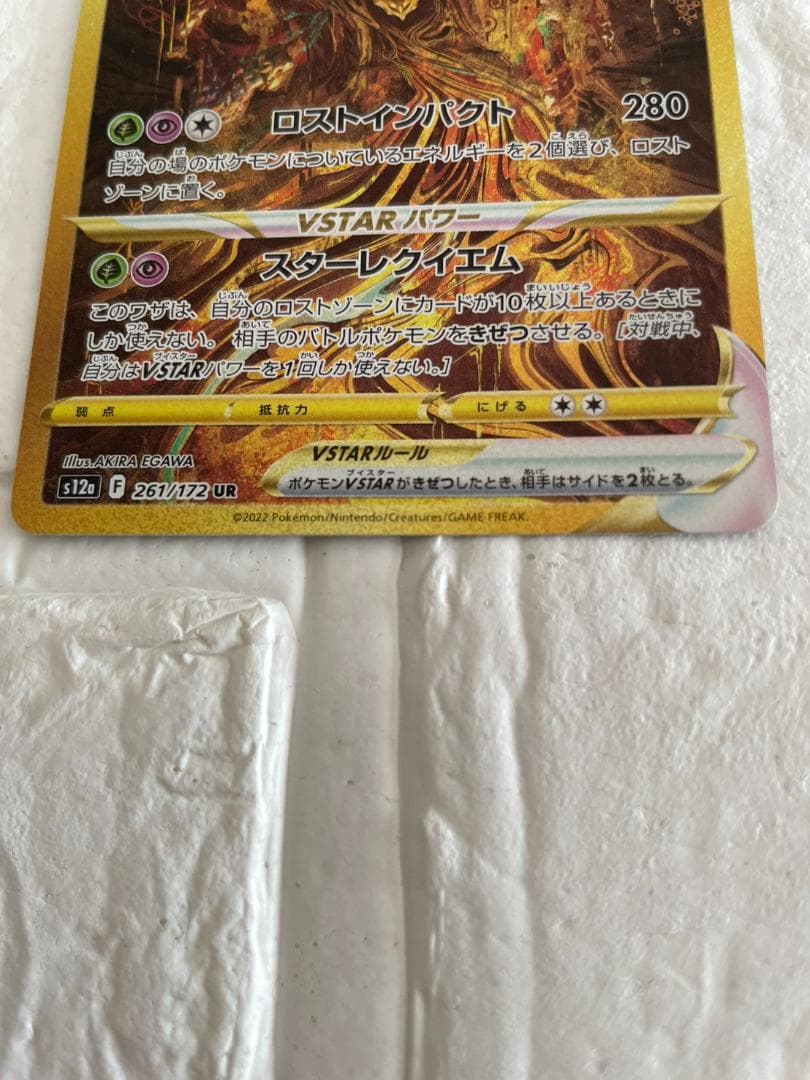 ロストインパクト 280
自分の場のポケモンについているエネルギーを2個選び、ロスト
ゾーンに置く。
VSTARパワー
スターレクイエム
このワザは、自分のロストゾーンにカードが10枚以上あるときに
しか使えない。相手のバトルポケモンをきぜつさせる。[対戦中、
自分はVSTARパワーを1回しか使えない。]
弱点 抵抗力 にげる
Illus.AKIRA EGAWA
VSTARルール
ポケモンVSTARがきぜつしたとき、相手はサイドを2枚とる。
s12a F 261/172 UR
©2022 Pokémon/Nintendo/Creatures/GAME FREAK.